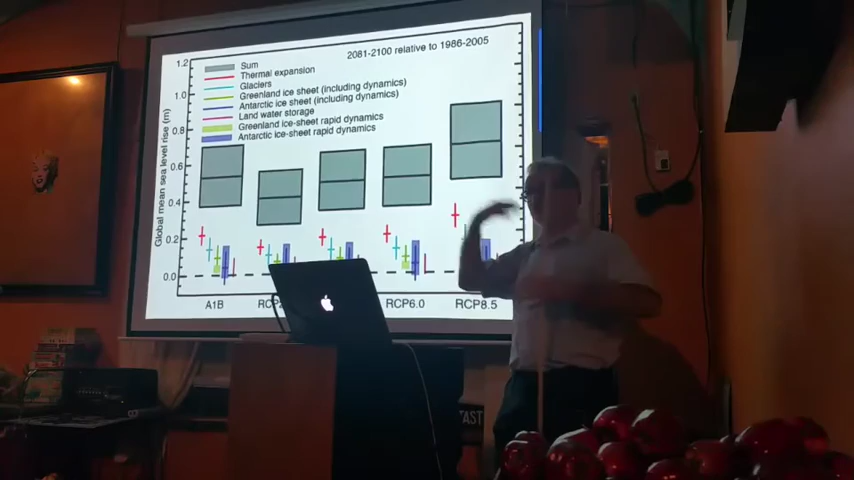 2081-2100 relative to 1986-2005
1.2
1.0
0.8
0.6
0.4
0.2
0.0
Global mean sea level rise (m)
Sum
Thermal expansion
Glaciers
Greenland ice sheet (including dynamics)
Antarctic ice sheet (including dynamics)
Land water storage
Greenland ice-sheet rapid dynamics
Antarctic ice-sheet rapid dynamics
A1B
RCP
RCP6.0
RCP8.5